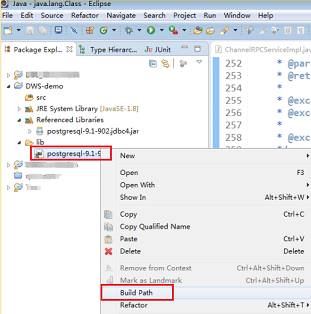 Java - java.lang.Class - Eclipse
File Edit Source Refactor Navigate Search Project Run Window Help
Package Expl
Type Hierarc
JUnit
DWS-demo
src
JRE System Library [JavaSE-1.8]
Referenced Libraries
postgresql-9.1-902.jdbc4.jar
lib
postgresql-9.1-9
ChannelRPCServiceImpl.java
252 * @par
253 * @ret
254 *
255 * @exc
256 * @exc
257 *
258 */
New
Open F3
Open With
Show In Alt+Shift+W
Copy Ctrl+C
Copy Qualified Name
Paste Ctrl+V
Delete Delete
Remove from Context Ctrl+Alt+Shift+Down
Mark as Landmark Ctrl+Alt+Shift+Up
Build Path
Refactor Alt+Shift+T